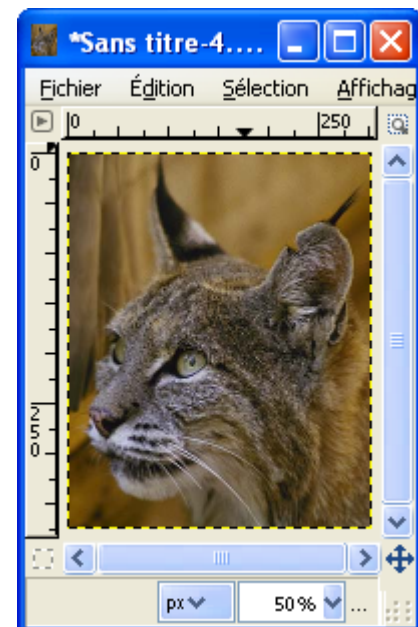 *Sans titre-4....
Fichier Édition Sélection Affichag
0 250
0
250
px 50 % ...